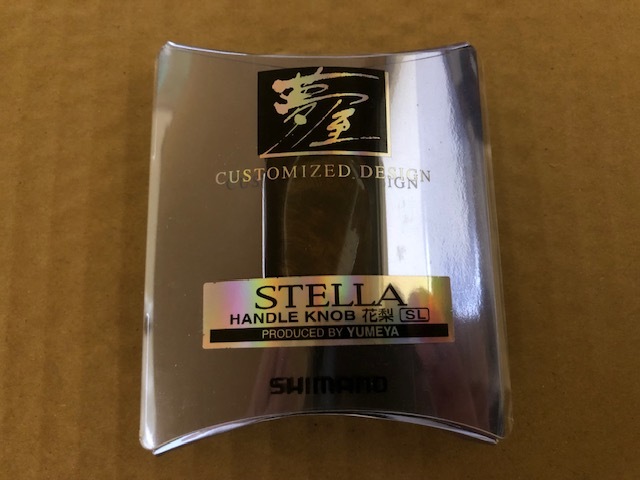 夢屋
CUSTOMIZED DESIGN
STELLA
HANDLE KNOB 花梨 SL
PRODUCED BY YUMEYA
SHIMANO